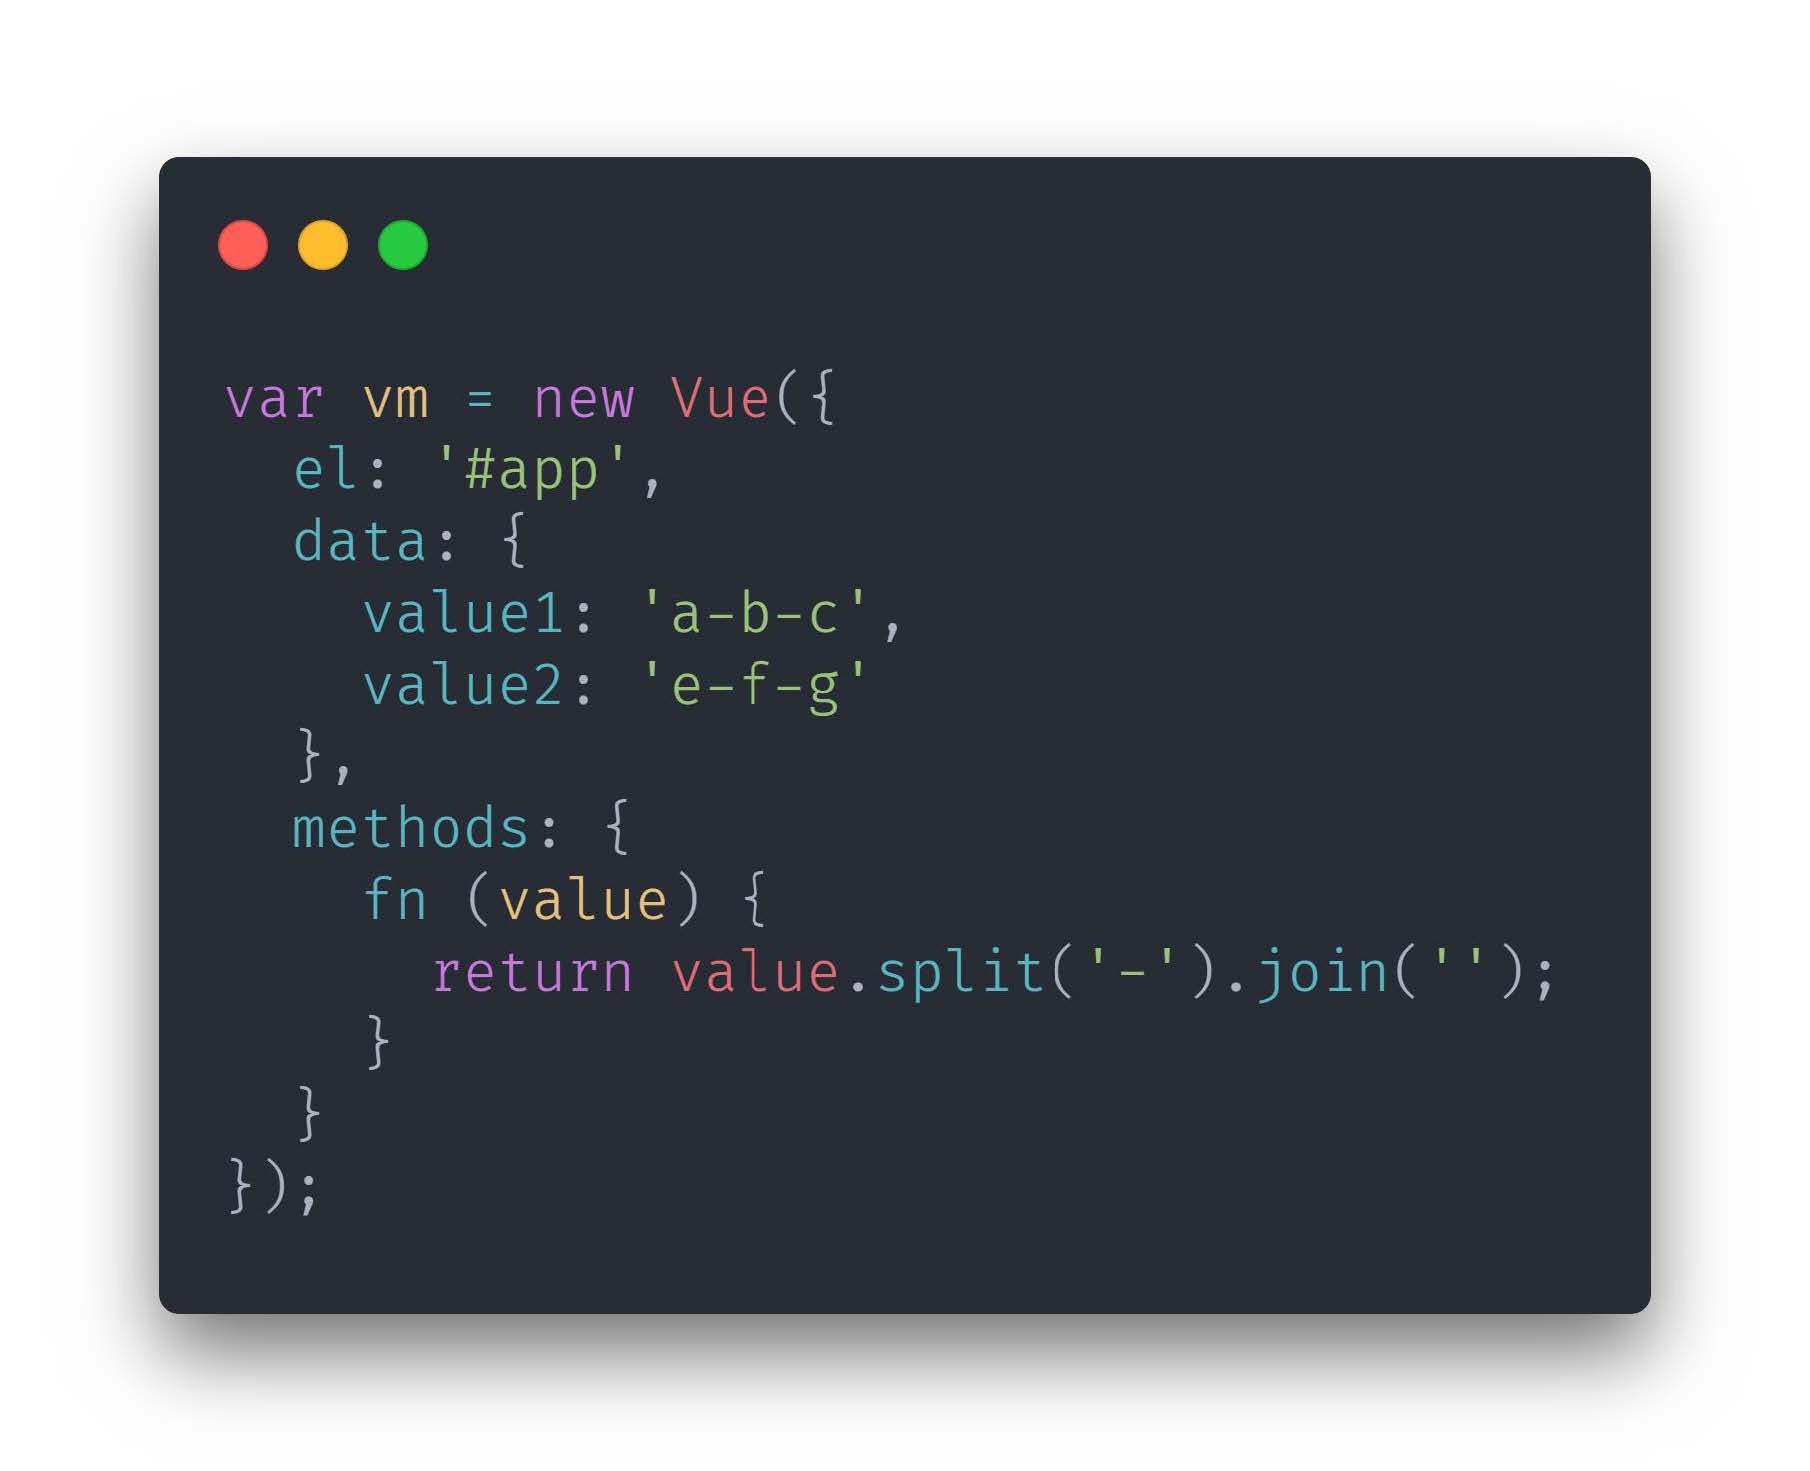 var vm = new Vue({
  el: '#app',
  data: {
    value1: 'a-b-c',
    value2: 'e-f-g'
  },
  methods: {
    fn (value) {
      return value.split('-').join('');
    }
  }
});